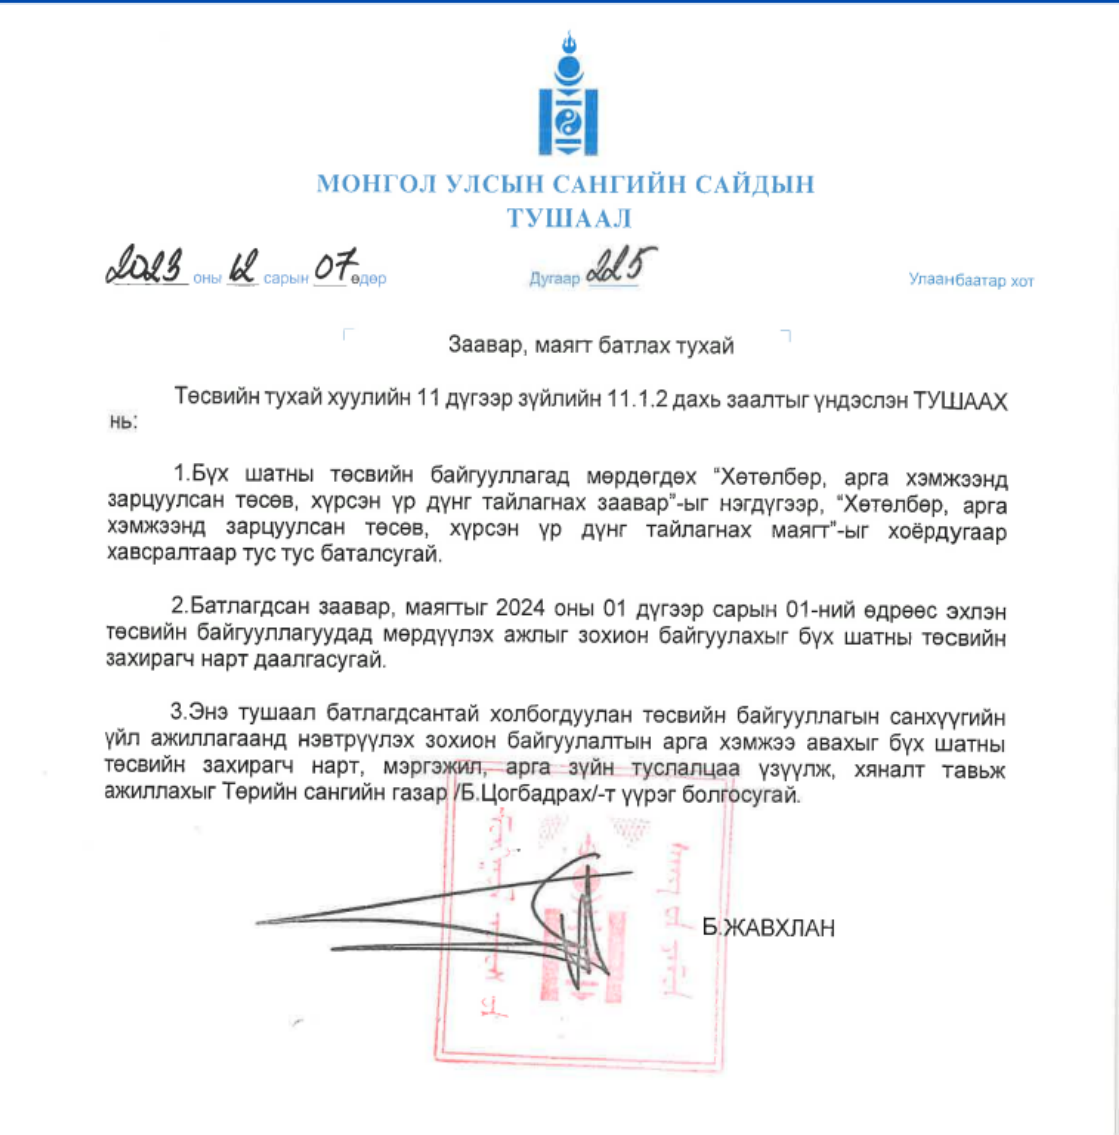 МОНГОЛ УЛСЫН САНГИЙН САЙДЫН
ТУШААЛ
2023 оны 12 сарын 07 өдөр Дугаар 225 Улаанбаатар хот
Заавар, маягт батлах тухай
Төсвийн тухай хуулийн 11 дүгээр зүйлийн 11.1.2 дахь заалтыг үндэслэн ТУШААХ
нь:
1.Бүх шатны төсвийн байгууллагад мөрдөгдөх “Хөтөлбөр, арга хэмжээнд
зарцуулсан төсөв, хүрсэн үр дүнг тайлагнах заавар”-ыг нэгдүгээр, “Хөтөлбөр, арга
хэмжээнд зарцуулсан төсөв, хүрсэн үр дүнг тайлагнах маягт”-ыг хоёрдугаар
хавсралтаар тус тус баталсугай.
2.Батлагдсан заавар, маягтыг 2024 оны 01 дүгээр сарын 01-ний өдрөөс эхлэн
төсвийн байгууллагуудад мөрдүүлэх ажлыг зохион байгуулахыг бүх шатны төсвийн
захирагч нарт даалгасугай.
3.Энэ тушаал батлагдсантай холбогдуулан төсвийн байгууллагын санхүүгийн
үйл ажиллагаанд нэвтрүүлэх зохион байгуулалтын арга хэмжээ авахыг бүх шатны
төсвийн захирагч нарт, мэргэжил, арга зүйн туслалцаа үзүүлж, хяналт тавьж
ажиллахыг Төрийн сангийн газар /Б.Цогбадрах/-т үүрэг болгосугай.
Б.ЖАВХЛАН